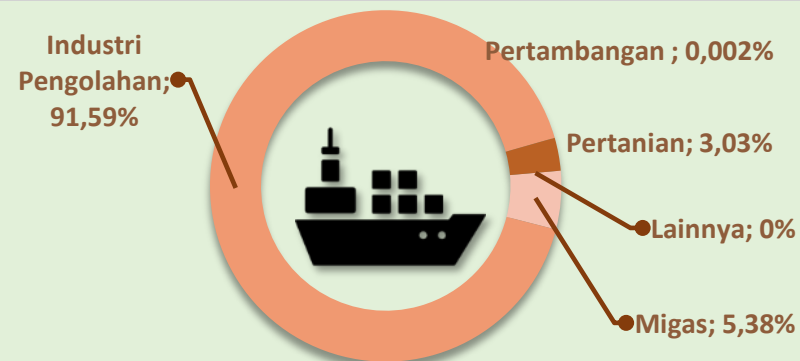 Industri
Pengolahan;
91,59%
Pertambangan ; 0,002%
Pertanian; 3,03%
Lainnya; 0%
Migas; 5,38%